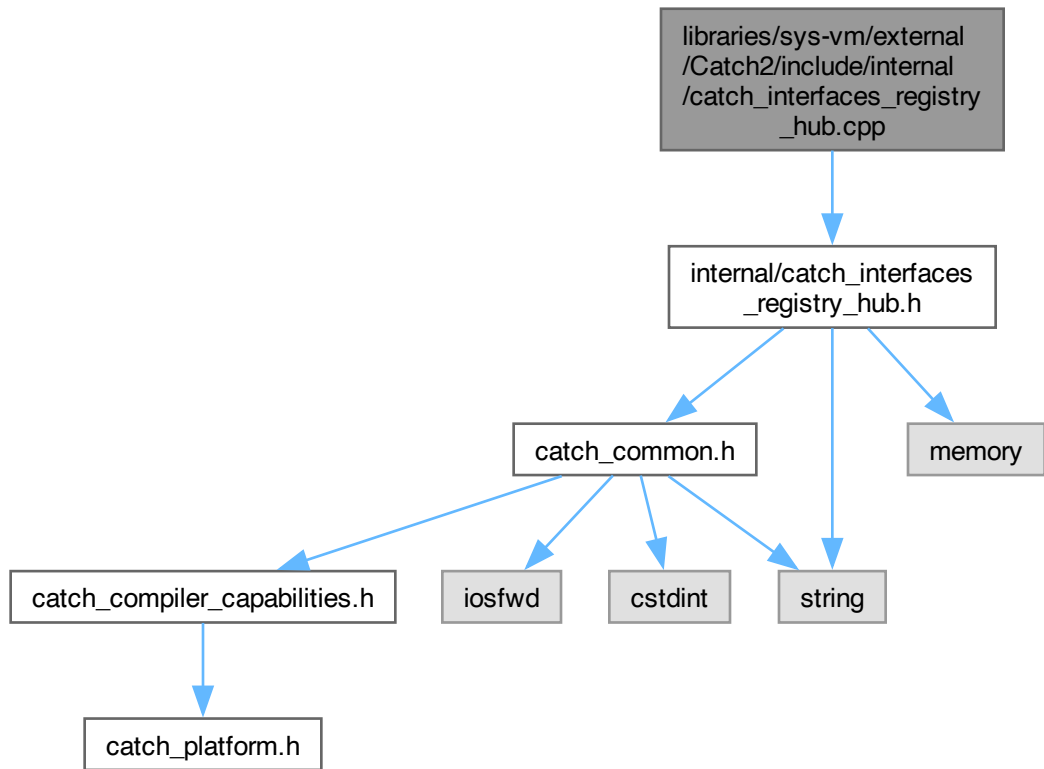 libraries/sys-vm/external
/Catch2/include/internal
/catch_interfaces_registry
_hub.cpp
internal/catch_interfaces
_registry_hub.h
catch_common.h
memory
catch_compiler_capabilities.h
iosfwd
cstdint
string
catch_platform.h